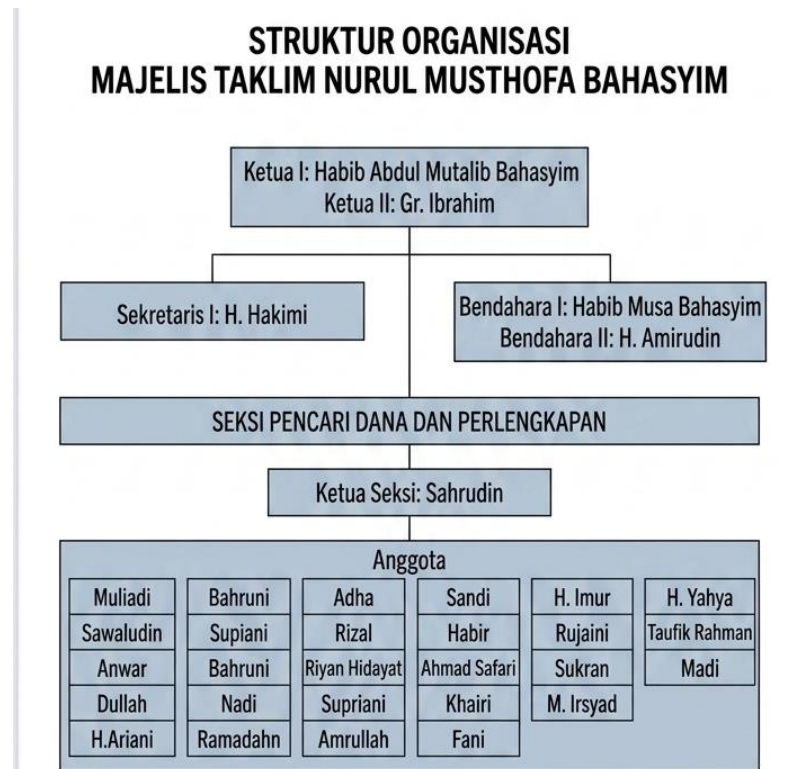 STRUKTUR ORGANISASI
MAJELIS TAKLIM NURUL MUSTHOFA BAHASYIM
Ketua I: Habib Abdul Mutalib Bahasyim
Ketua II: Gr. Ibrahim
Sekretaris I: H. Hakimi
Bendahara I: Habib Musa Bahasyim
Bendahara II: H. Amirudin
SEKSI PENCARI DANA DAN PERLENGKAPAN
Ketua Seksi: Sahrudin
Anggota
Muliadi
Sawaludin
Anwar
Dullah
H.Ariani
Bahruni
Supiani
Bahruni
Nadi
Ramadahn
Adha
Rizal
Riyan Hidayat
Supriani
Amrullah
Sandi
Habir
Ahmad Safari
Khairi
Fani
H. Imur
Rujaini
Sukran
M. Irsyad
H. Yahya
Taufik Rahman
Madi